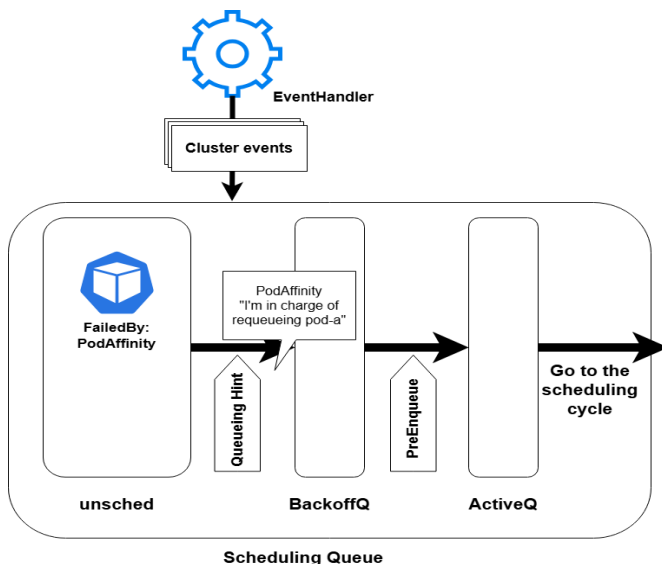 EventHandler
Cluster events
PodAffinity
"I'm in charge of
requeueing pod-a"
FailedBy:
PodAffinity
Queueing Hint
PreEnqueue
Go to the
scheduling
cycle
unsched
BackoffQ
ActiveQ
Scheduling Queue